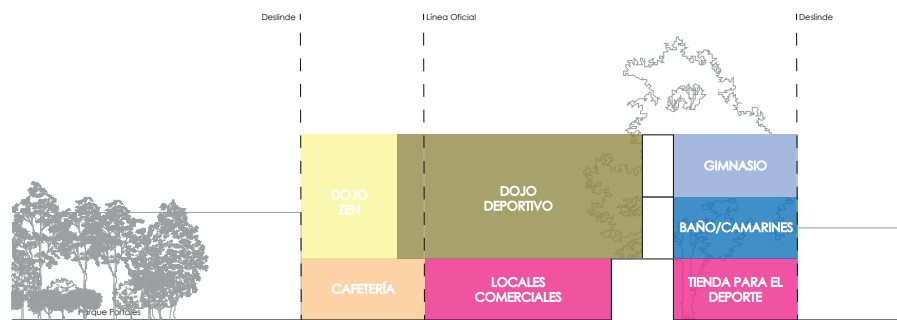 Deslinde
Línea Oficial
Deslinde
DOJO
ZEN
DOJO
DEPORTIVO
GIMNASIO
BAÑO/CAMARINES
CAFETERÍA
LOCALES
COMERCIALES
TIENDA PARA EL
DEPORTE
Parque Portales